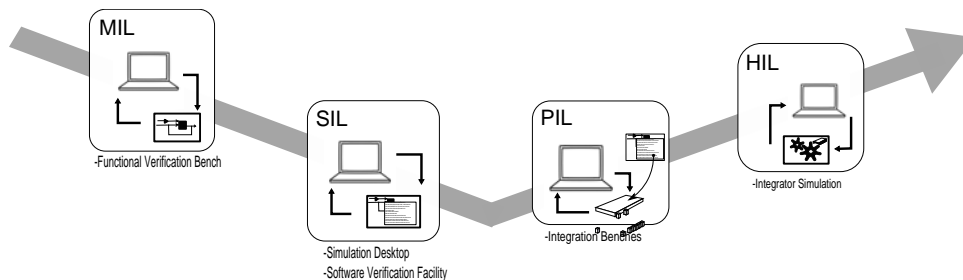 MIL
-Functional Verification Bench
SIL
-Simulation Desktop
-Software Verification Facility
PIL
-Integration Benches
HIL
-Integrator Simulation